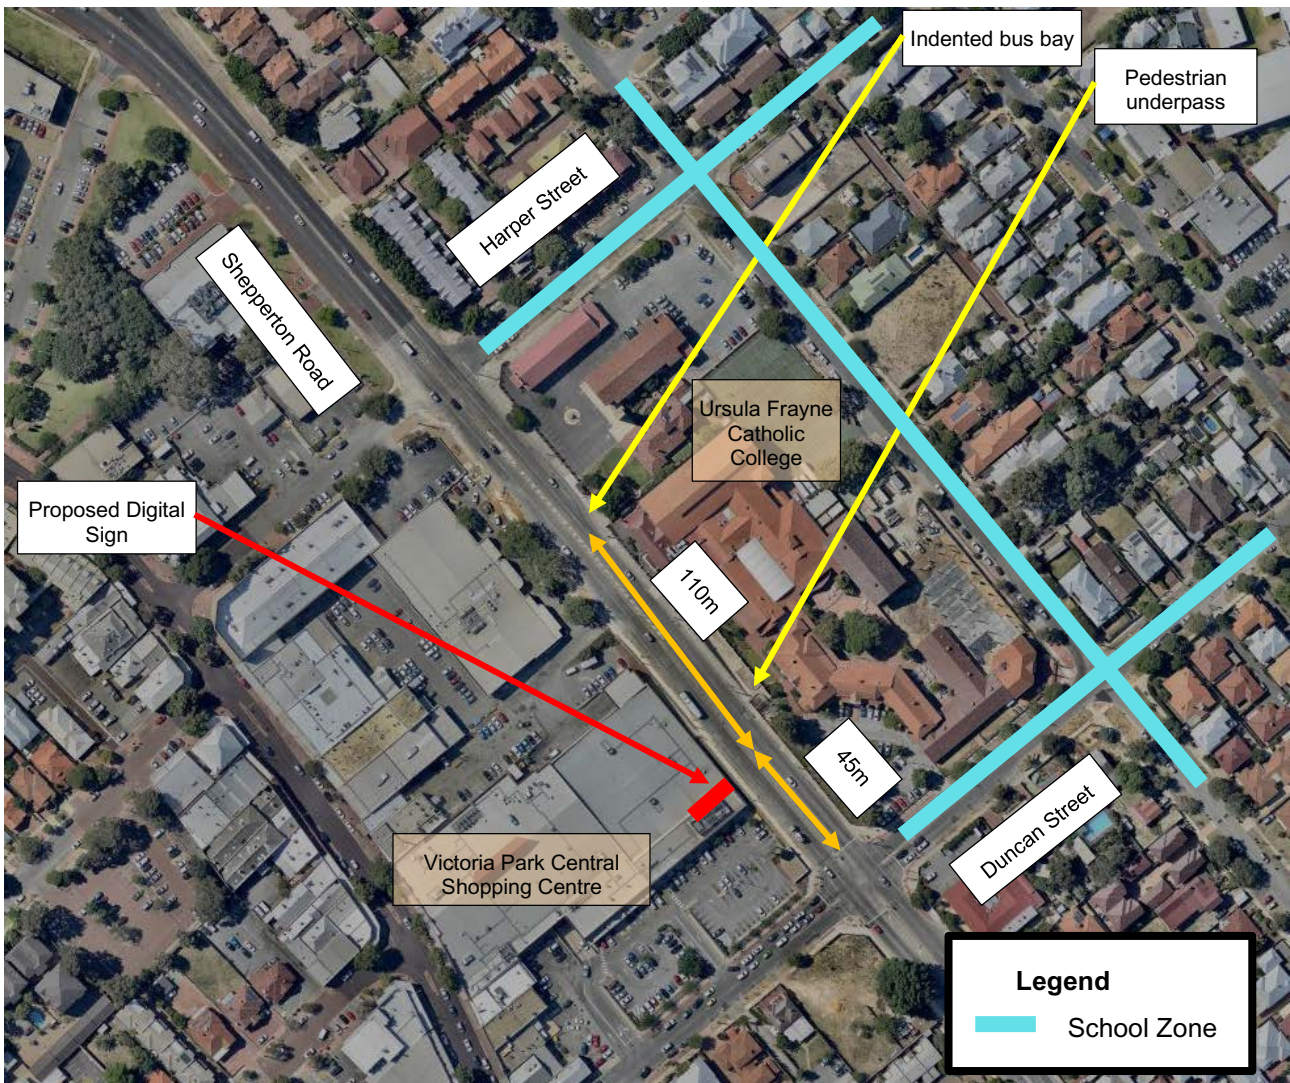 Indented bus bay
Pedestrian
underpass
Harper Street
Shepperton Road
Ursula Frayne
Catholic
College
Proposed Digital
Sign
110m
45m
Victoria Park Central
Shopping Centre
Duncan Street
Legend
School Zone